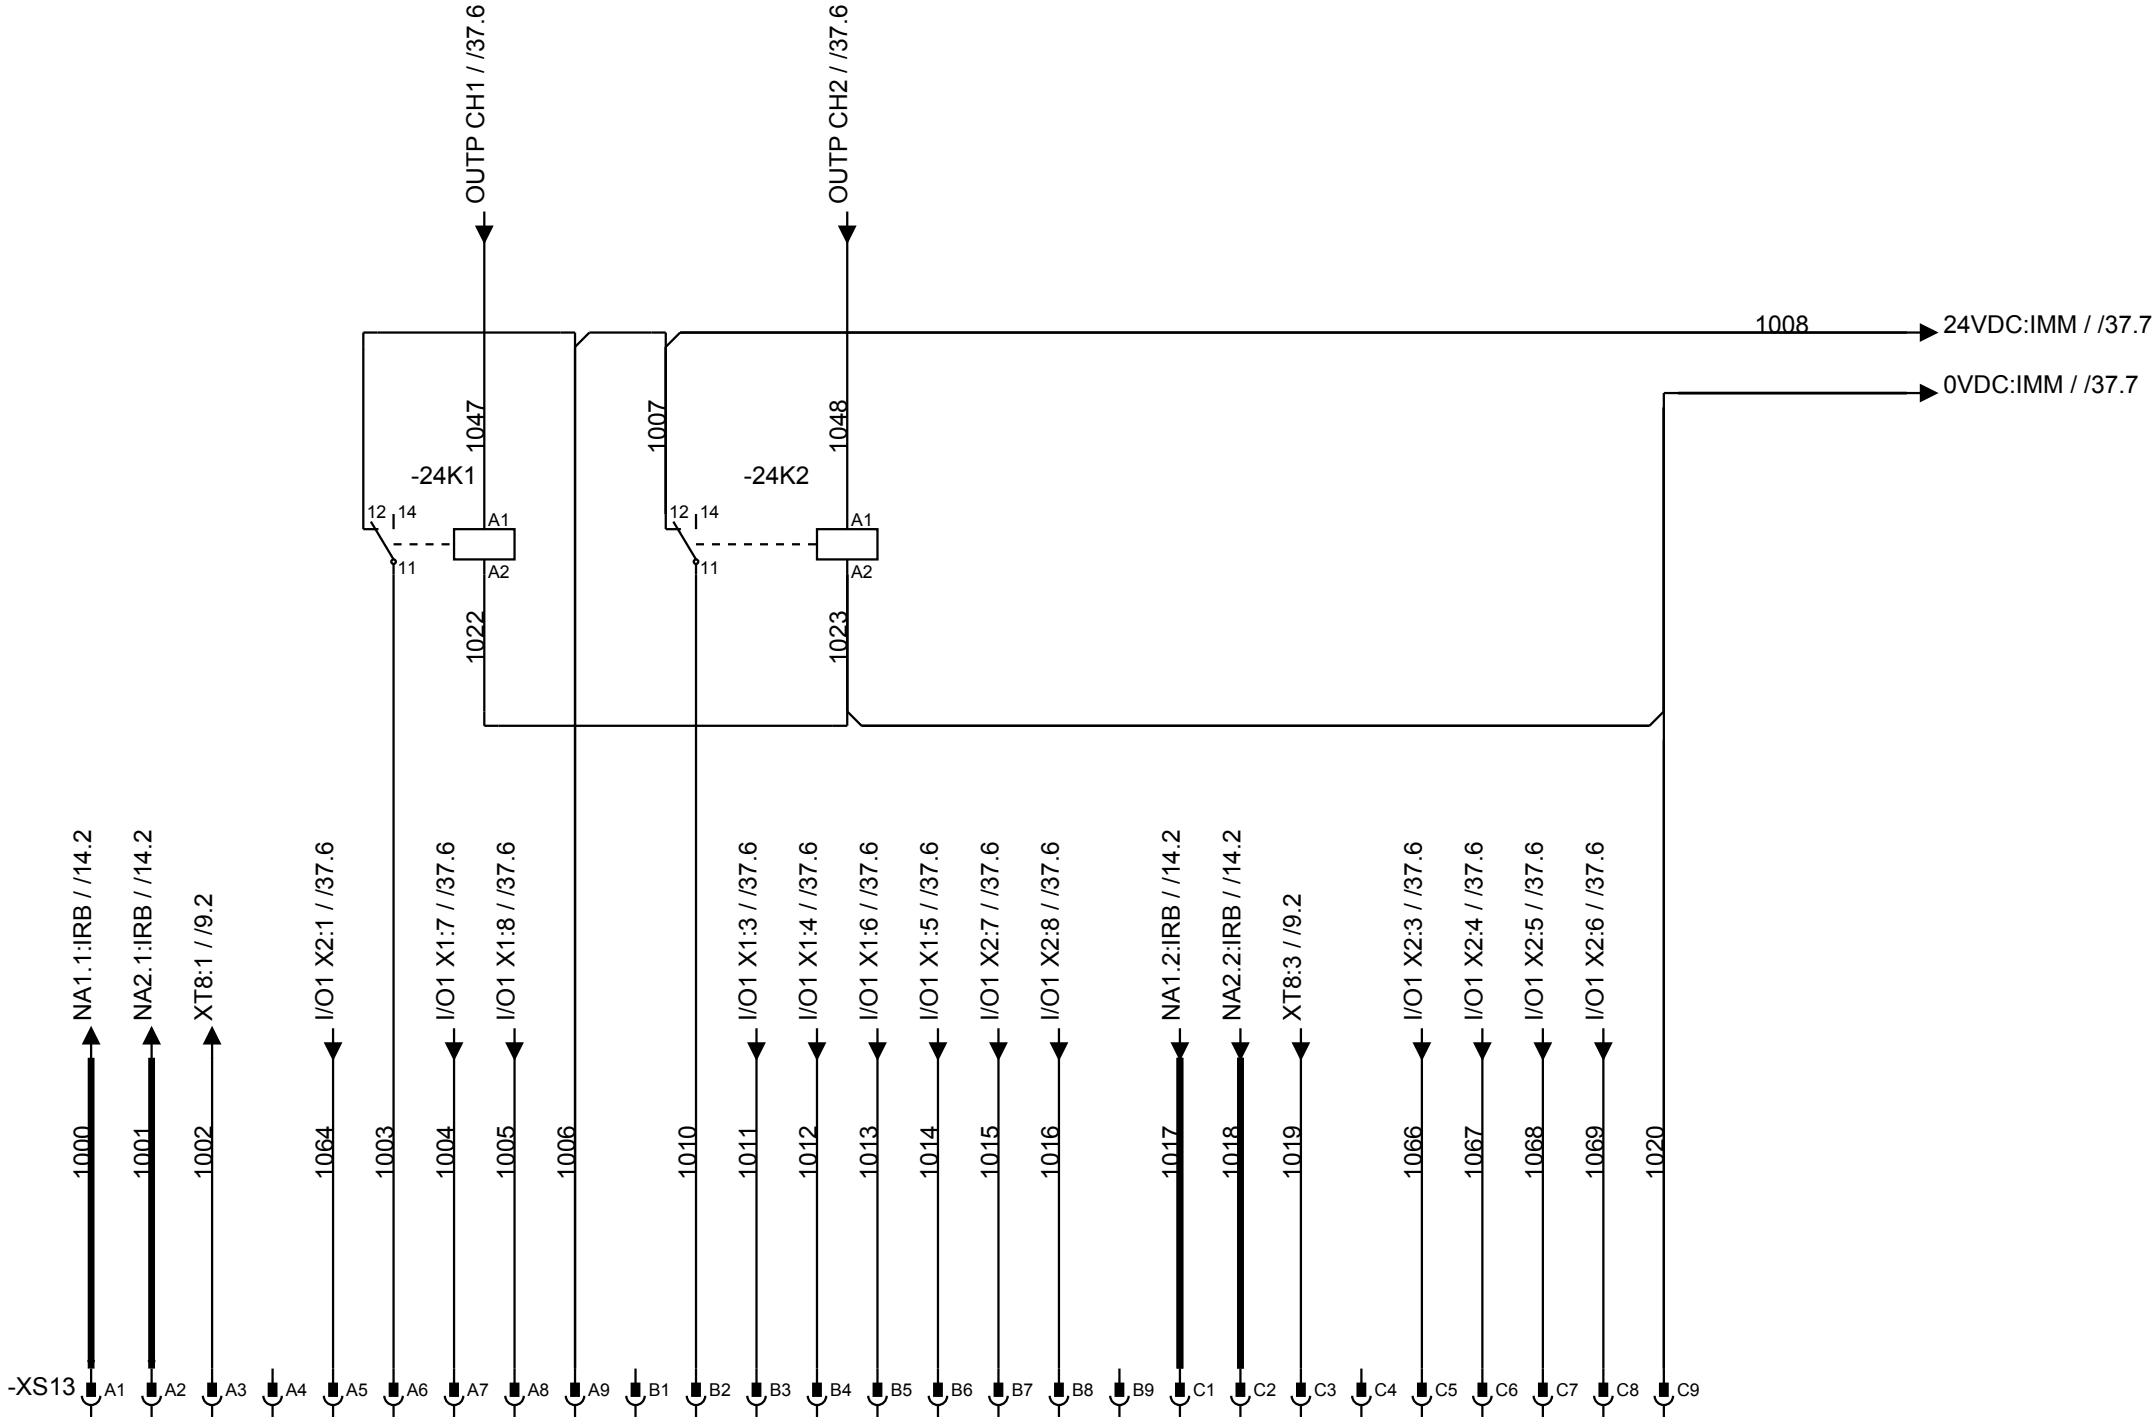 OUTP CH1 / /37.6
OUTP CH2 / /37.6
1008
24VDC:IMM / /37.7
0VDC:IMM / /37.7
1047
1007
1048
-24K1
-24K2
12
14
A1
12
14
A1
11
A2
11
A2
1022
1023
NA1.1:IRB / /14.2
NA2.1:IRB / /14.2
XT8:1 / /9.2
I/O1 X2:1 / /37.6
I/O1 X1:7 / /37.6
I/O1 X1:8 / /37.6
I/O1 X1:3 / /37.6
I/O1 X1:4 / /37.6
I/O1 X1:6 / /37.6
I/O1 X1:5 / /37.6
I/O1 X2:7 / /37.6
I/O1 X2:8 / /37.6
NA1.2:IRB / /14.2
NA2.2:IRB / /14.2
XT8:3 / /9.2
I/O1 X2:3 / /37.6
I/O1 X2:4 / /37.6
I/O1 X2:5 / /37.6
I/O1 X2:6 / /37.6
1000
1001
1002
1064
1003
1004
1005
1006
1010
1011
1012
1013
1014
1015
1016
1017
1018
1019
1066
1067
1068
1069
1020
-XS13
A1
A2
A3
A4
A5
A6
A7
A8
A9
B1
B2
B3
B4
B5
B6
B7
B8
B9
C1
C2
C3
C4
C5
C6
C7
C8
C9